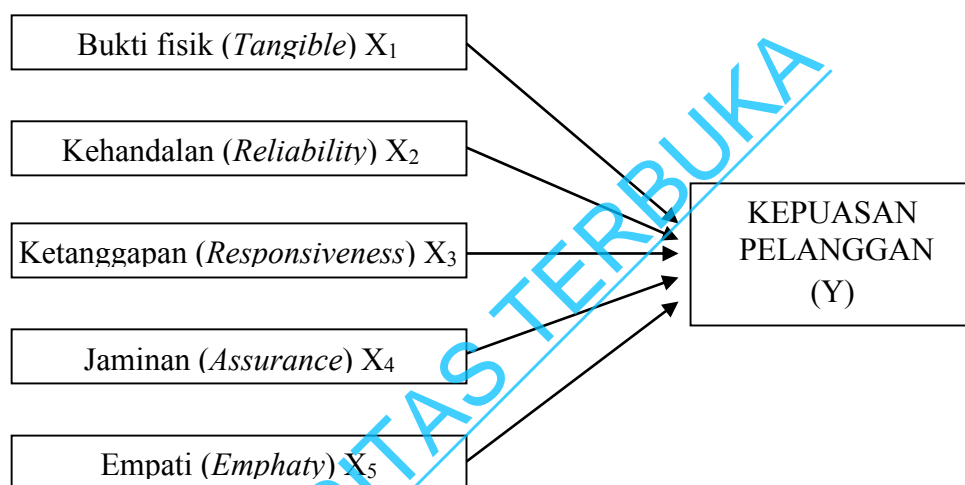 Bukti fisik (Tangible) X₁
Kehandalan (Reliability) X₂
Ketanggapan (Responsiveness) X₃
Jaminan (Assurance) X₄
Empati (Emphaty) X₅
KEPUASAN
PELANGGAN
(Y)
ITAS TERBUKA